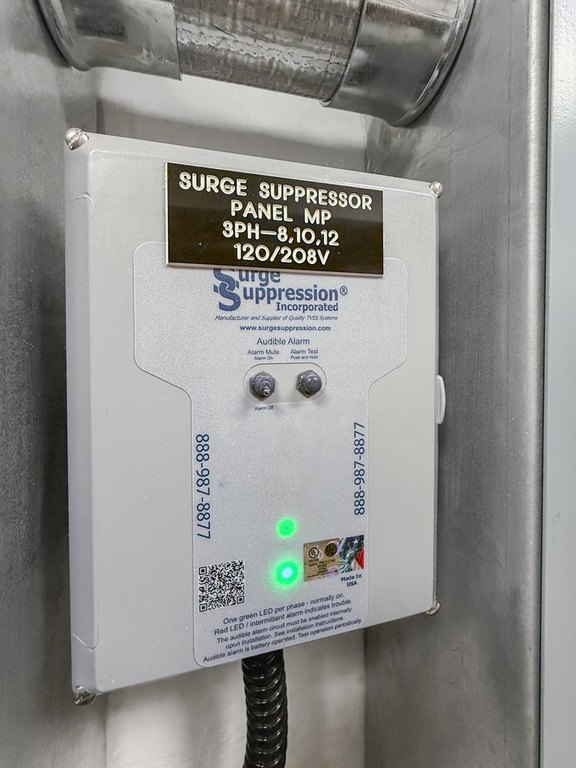 SURGE SUPPRESSOR
PANEL MP
3PH-8,10,12
120/208V
Surge
Suppression®
Incorporated
Manufacturer and Supplier of Quality TVSS Systems
www.surgesuppression.com
Audible Alarm
Alarm Mute Alarm Test
Alarm On Push and Hold
Alarm Off
888-987-8877
888-987-8877
Made In
USA
One green LED per phase - normally on.
Red LED / intermittent alarm indicates trouble.
The audible alarm circuit must be enabled internally
upon installation. See installation instructions.
Audible alarm is battery operated. Test operation periodically